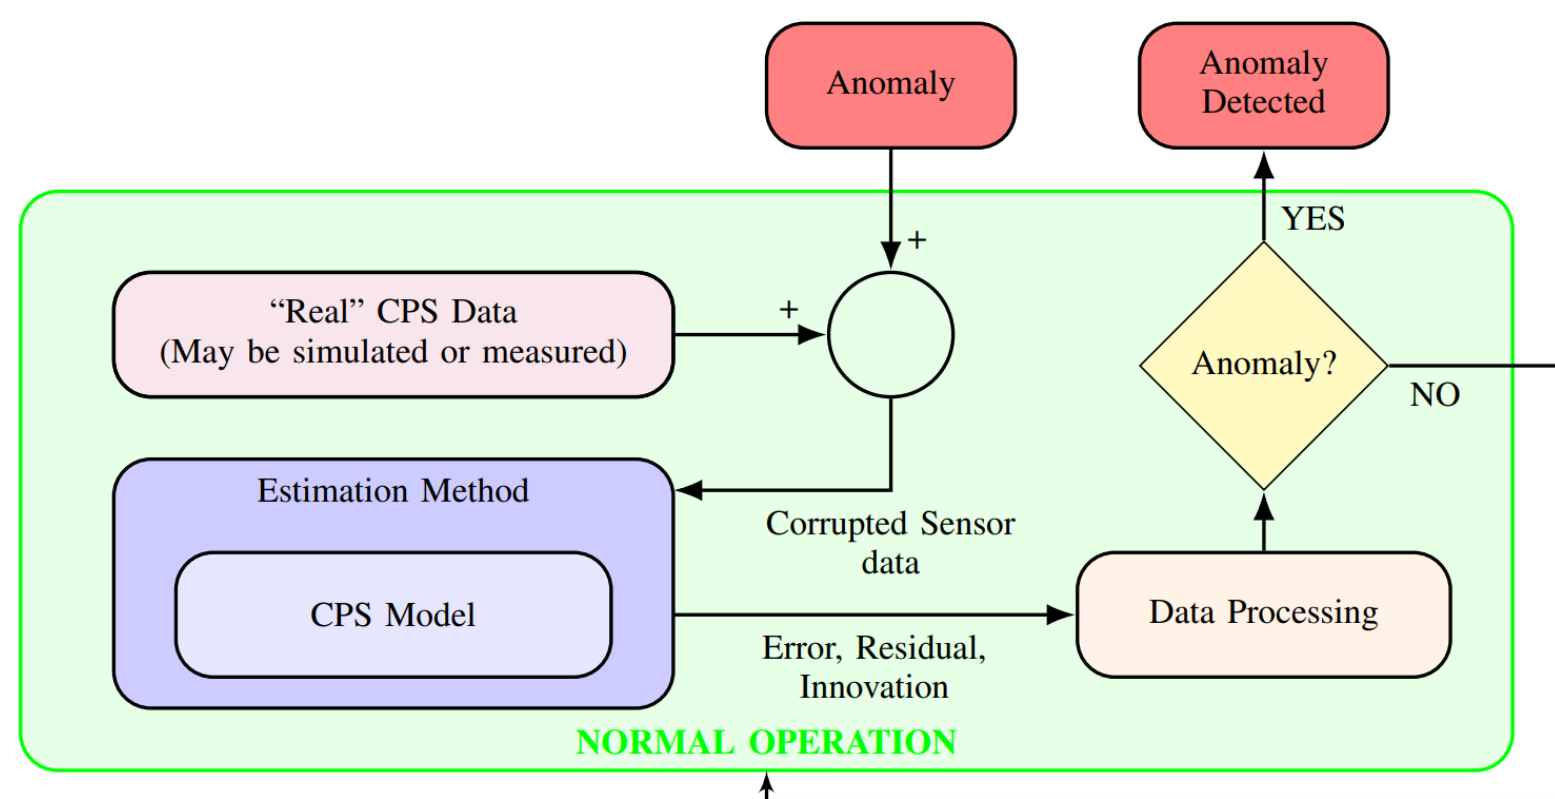 Anomaly
Anomaly
Detected
YES
+
“Real” CPS Data
(May be simulated or measured)
+
Anomaly?
NO
Estimation Method
Corrupted Sensor
data
CPS Model
Data Processing
Error, Residual,
Innovation
NORMAL OPERATION